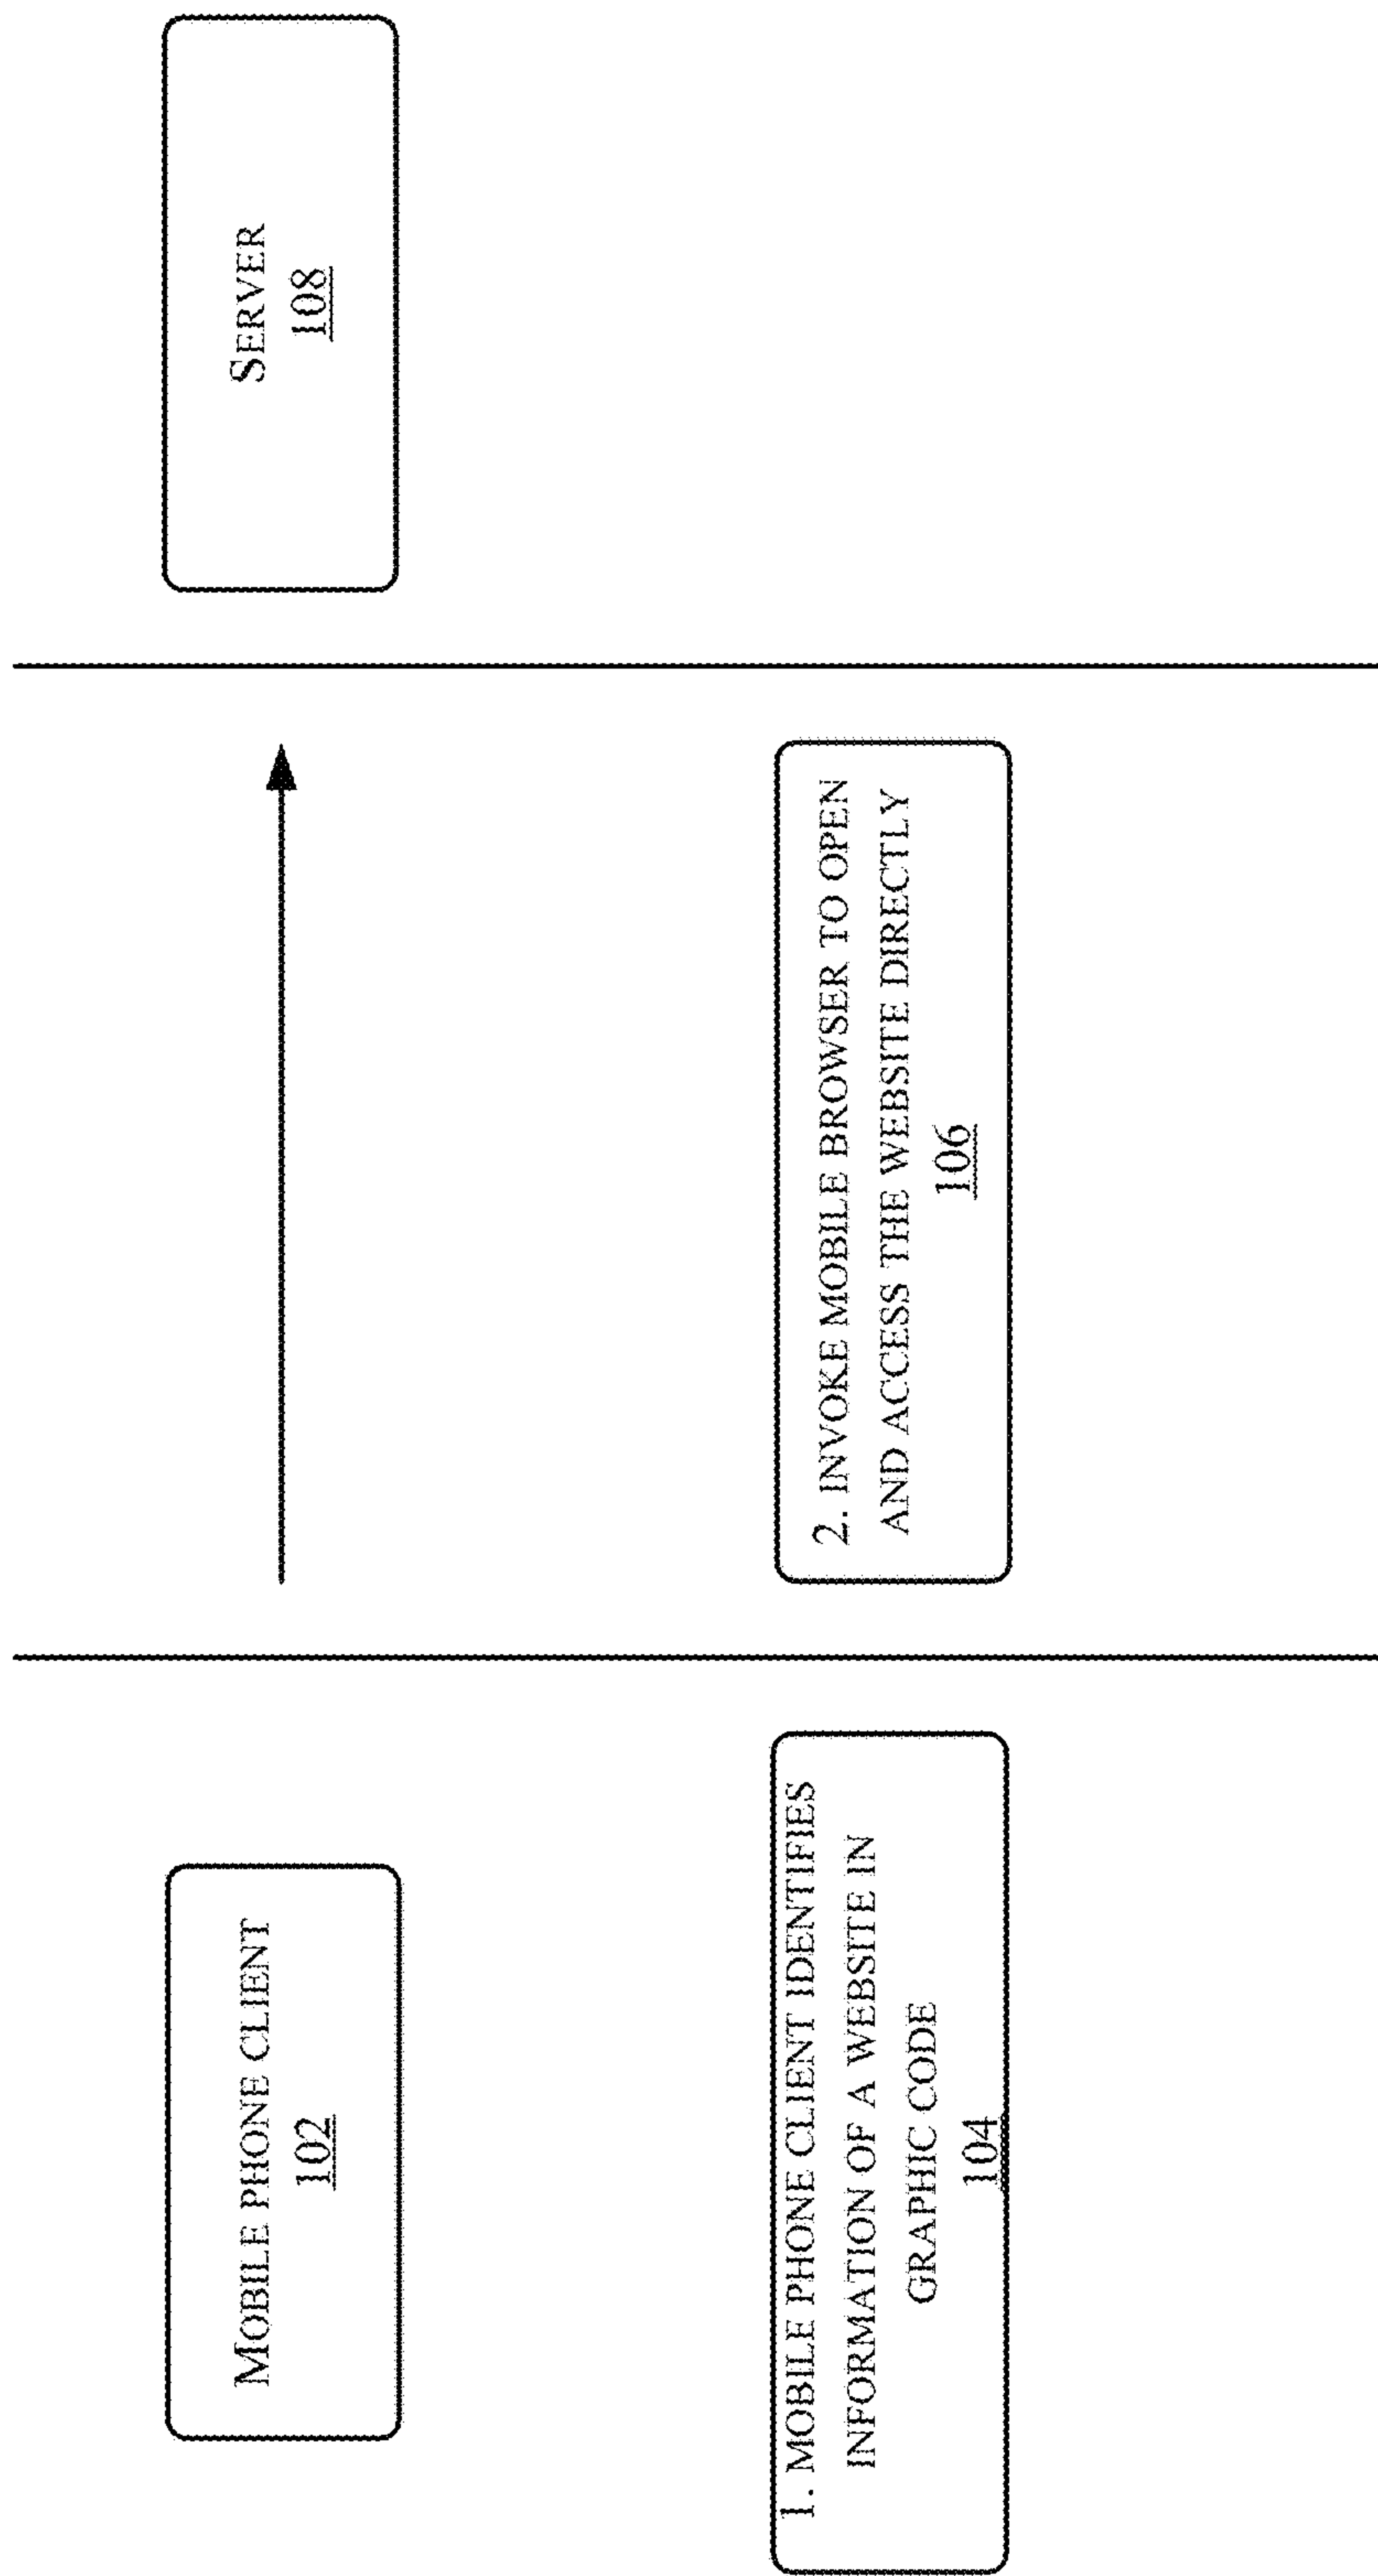 MOBILE PHONE CLIENT
102
SERVER
108
1. MOBILE PHONE CLIENT IDENTIFIES
INFORMATION OF A WEBSITE IN
GRAPHIC CODE
104
2. INVOKE MOBILE BROWSER TO OPEN
AND ACCESS THE WEBSITE DIRECTLY
106